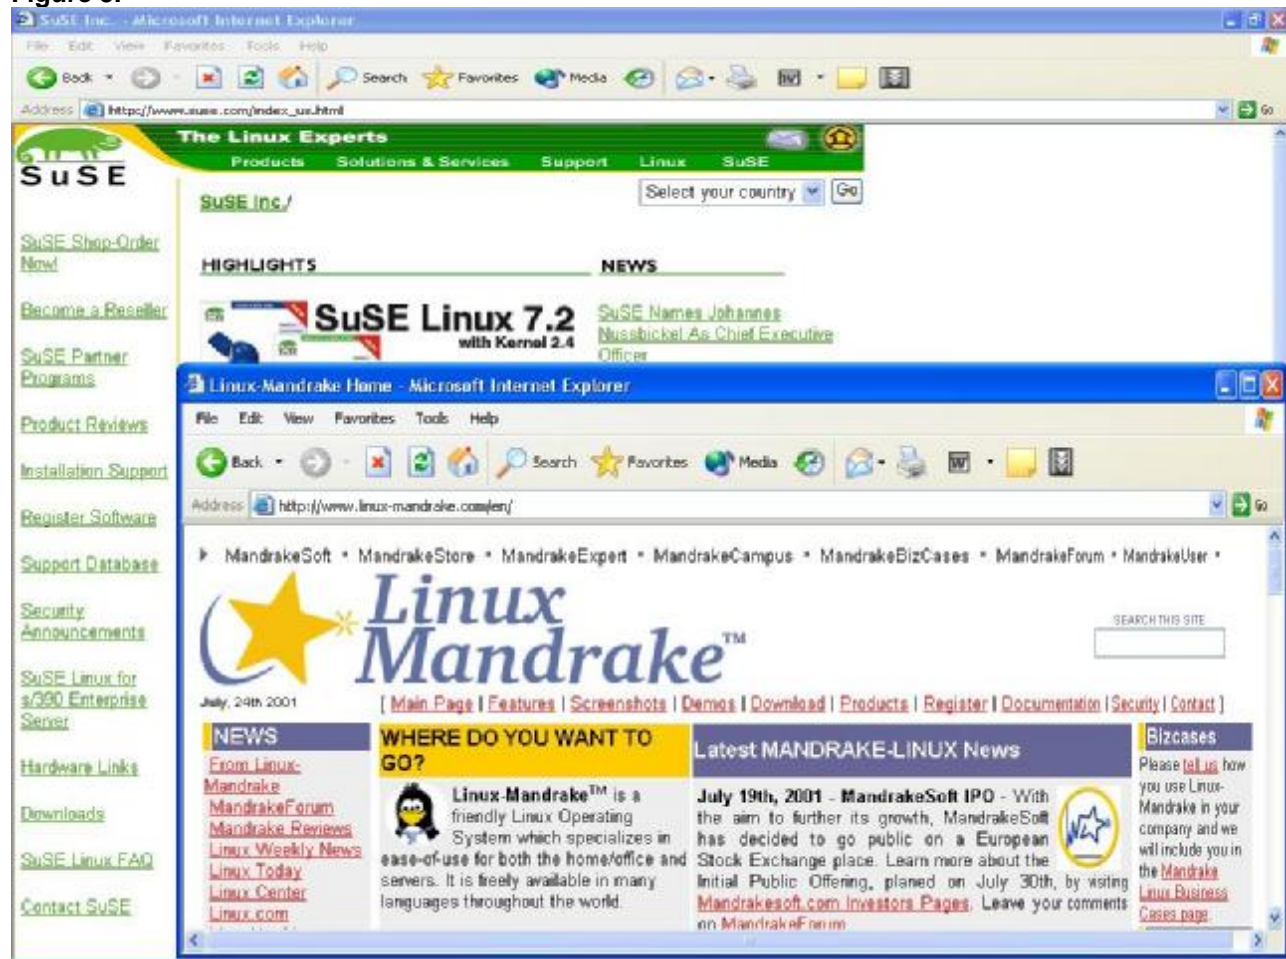 SuSE Inc. - Microsoft Internet Explorer
File Edit View Favorites Tools Help
Back Search Favorites Media
Address http://www.suse.com/index_us.html Go
The Linux Experts
Products Solutions & Services Support Linux SuSE
SuSE
Select your country Go
SuSE Inc./
SuSE Shop-Order
Now!
Become a Reseller
SuSE Partner
Programs
Product Reviews
Installation Support
Register Software
Support Database
Security
Announcements
SuSE Linux for
s/390 Enterprise
Server
Hardware Links
Downloads
SuSE Linux FAQ
Contact SuSE
HIGHLIGHTS
SuSE Linux 7.2
with Kernel 2.4
NEWS
SuSE Names Johannes
Nussbickel As Chief Executive
Officer
Linux-Mandrake Home - Microsoft Internet Explorer
File Edit View Favorites Tools Help
Back Search Favorites Media
Address http://www.linux-mandrake.com/en/ Go
MandrakeSoft • MandrakeStore • MandrakeExpert • MandrakeCampus • MandrakeBizCases • MandrakeForum • MandrakeUser •
Linux
Mandrake™
SEARCH THIS SITE
July, 24th 2001
[ Main Page | Features | Screenshots | Demos | Download | Products | Register | Documentation | Security | Contact ]
NEWS
From Linux-
Mandrake
MandrakeForum
Mandrake Reviews
Linux Weekly News
Linux Today
Linux Center
Linux.com
WHERE DO YOU WANT TO
GO?
Linux-Mandrake™ is a
friendly Linux Operating
System which specializes in
ease-of-use for both the home/office and
servers. It is freely available in many
languages throughout the world.
Latest MANDRAKE-LINUX News
July 19th, 2001 - MandrakeSoft IPO - With
the aim to further its growth, MandrakeSoft
has decided to go public on a European
Stock Exchange place. Learn more about the
Initial Public Offering, planed on July 30th, by visiting
Mandrakesoft.com Investors Pages. Leave your comments
on MandrakeForum
Bizcases
Please tell us how
you use Linux-
Mandrake in your
company and we
will include you in
the Mandrake
Linux Business
Cases page.